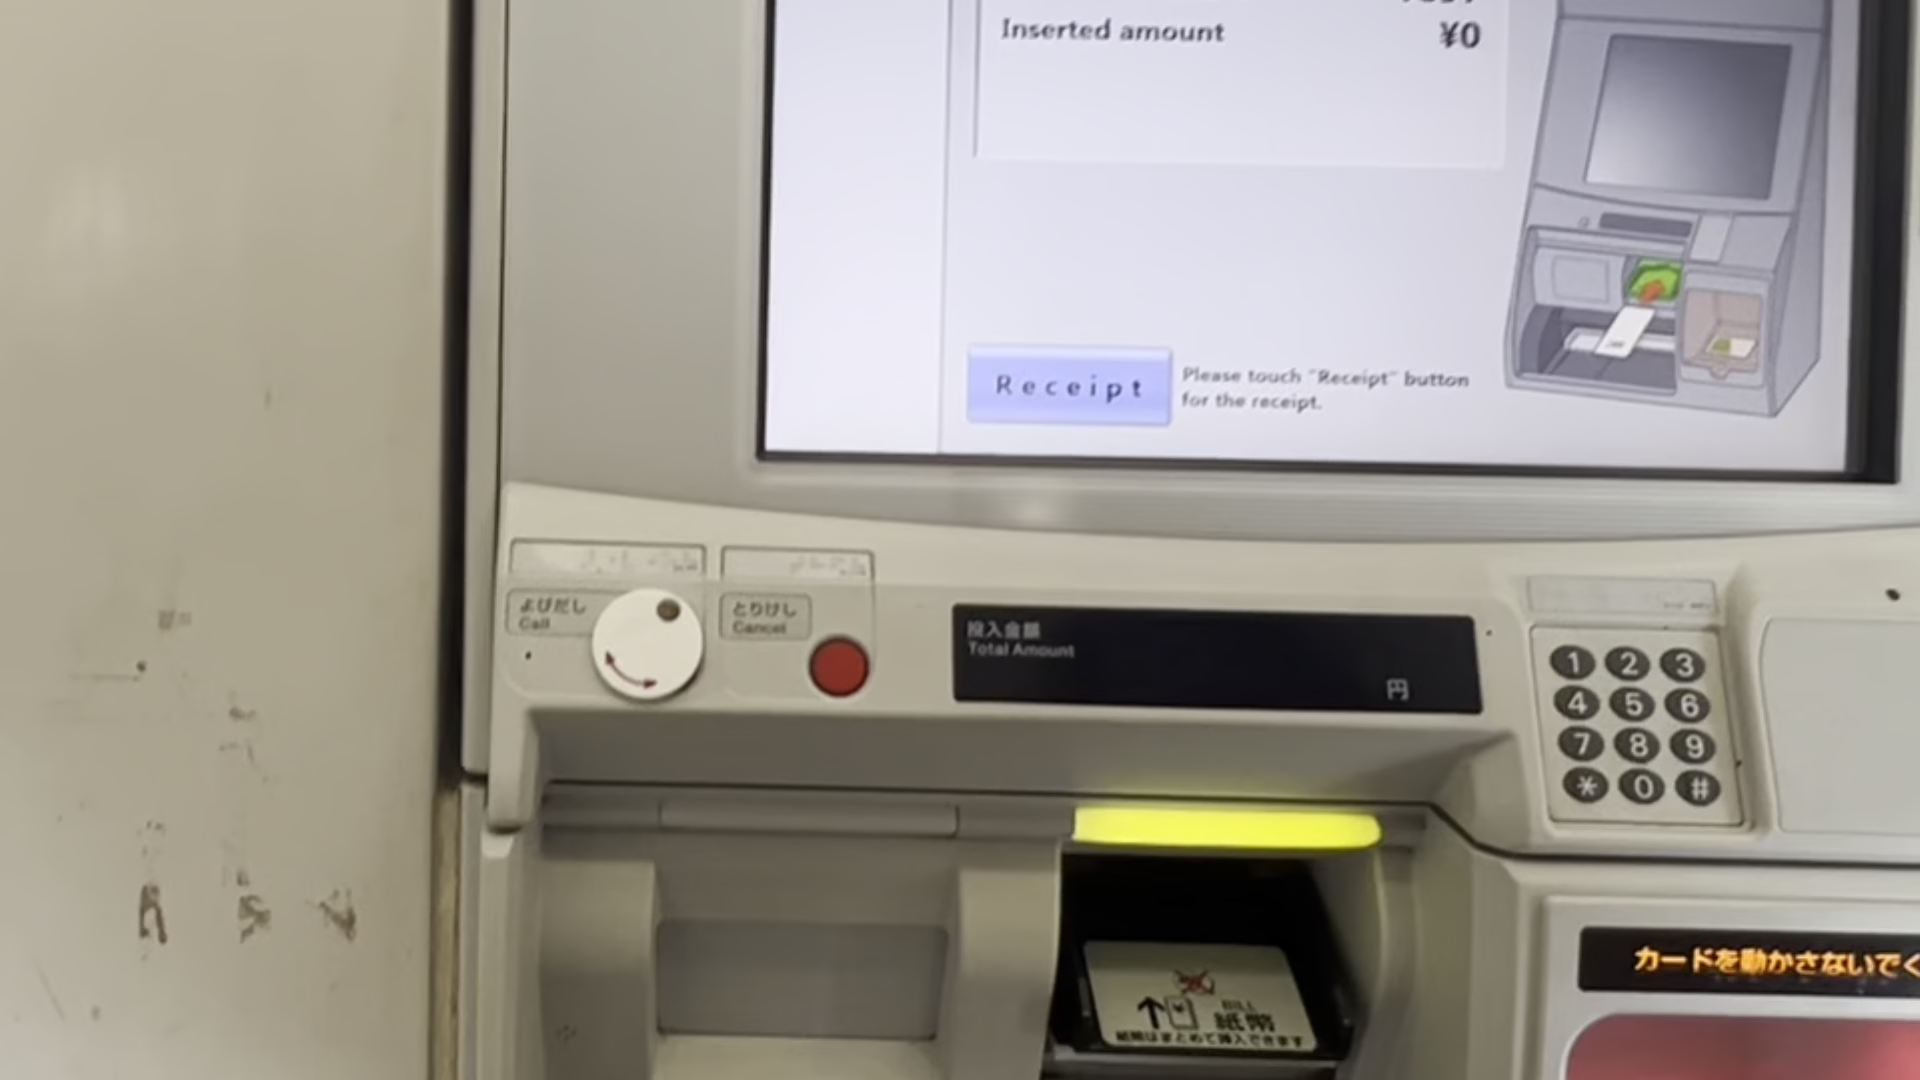 Inserted amount ¥0
Receipt
Please touch "Receipt" button
for the receipt.
よびだし
Call
とりけし
Cancel
投入金額
Total Amount
円
1 2 3
4 5 6
7 8 9
* 0 #
カードを動かさないでく
BILL
紙幣
紙幣はまとめて挿入できます